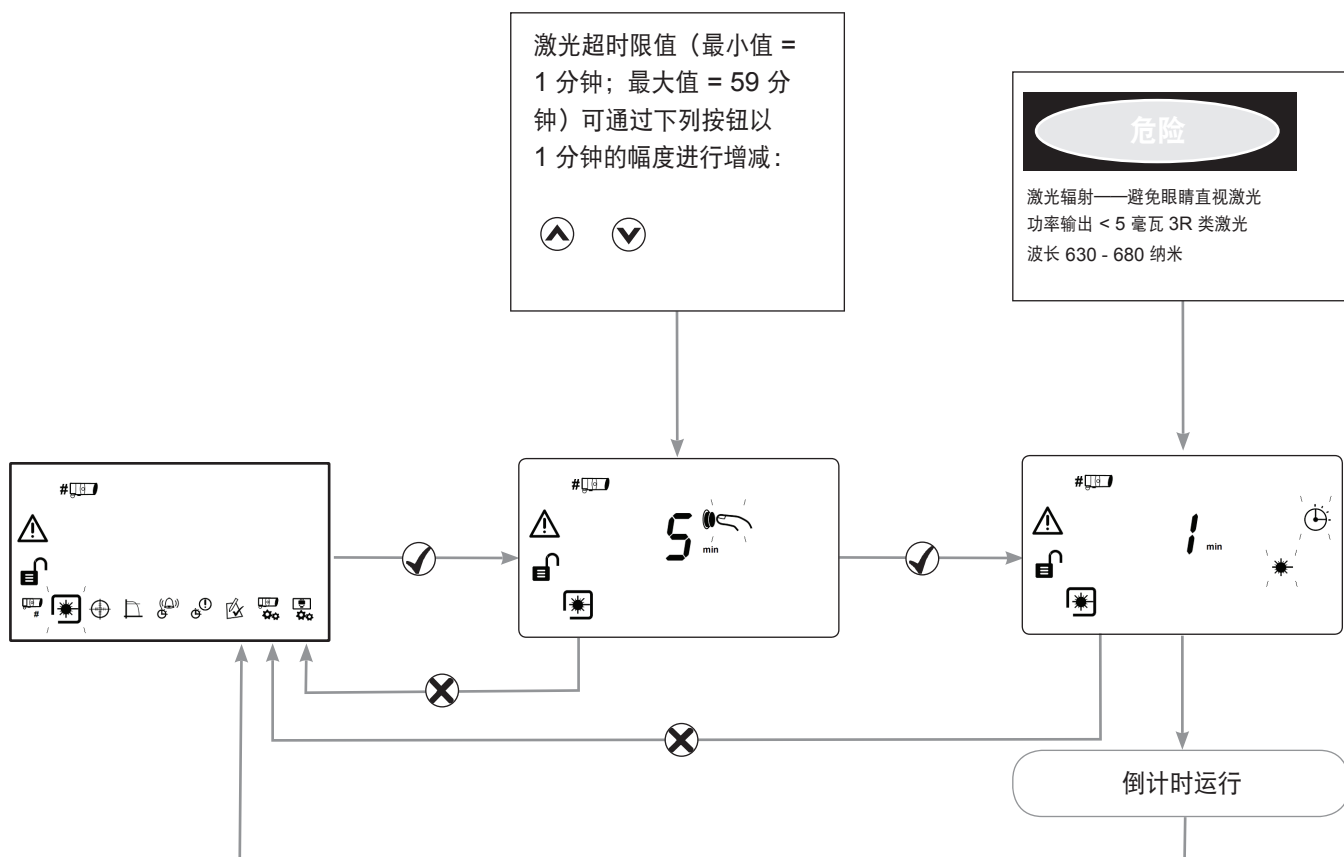 激光超时限值（最小值 =
1 分钟；最大值 = 59 分
钟）可通过下列按钮以
1 分钟的幅度进行增减：
危险
激光辐射——避免眼睛直视激光
功率输出 < 5 毫瓦 3R 类激光
波长 630 - 680 纳米
#
#
5
min
#
1
min
#
倒计时运行